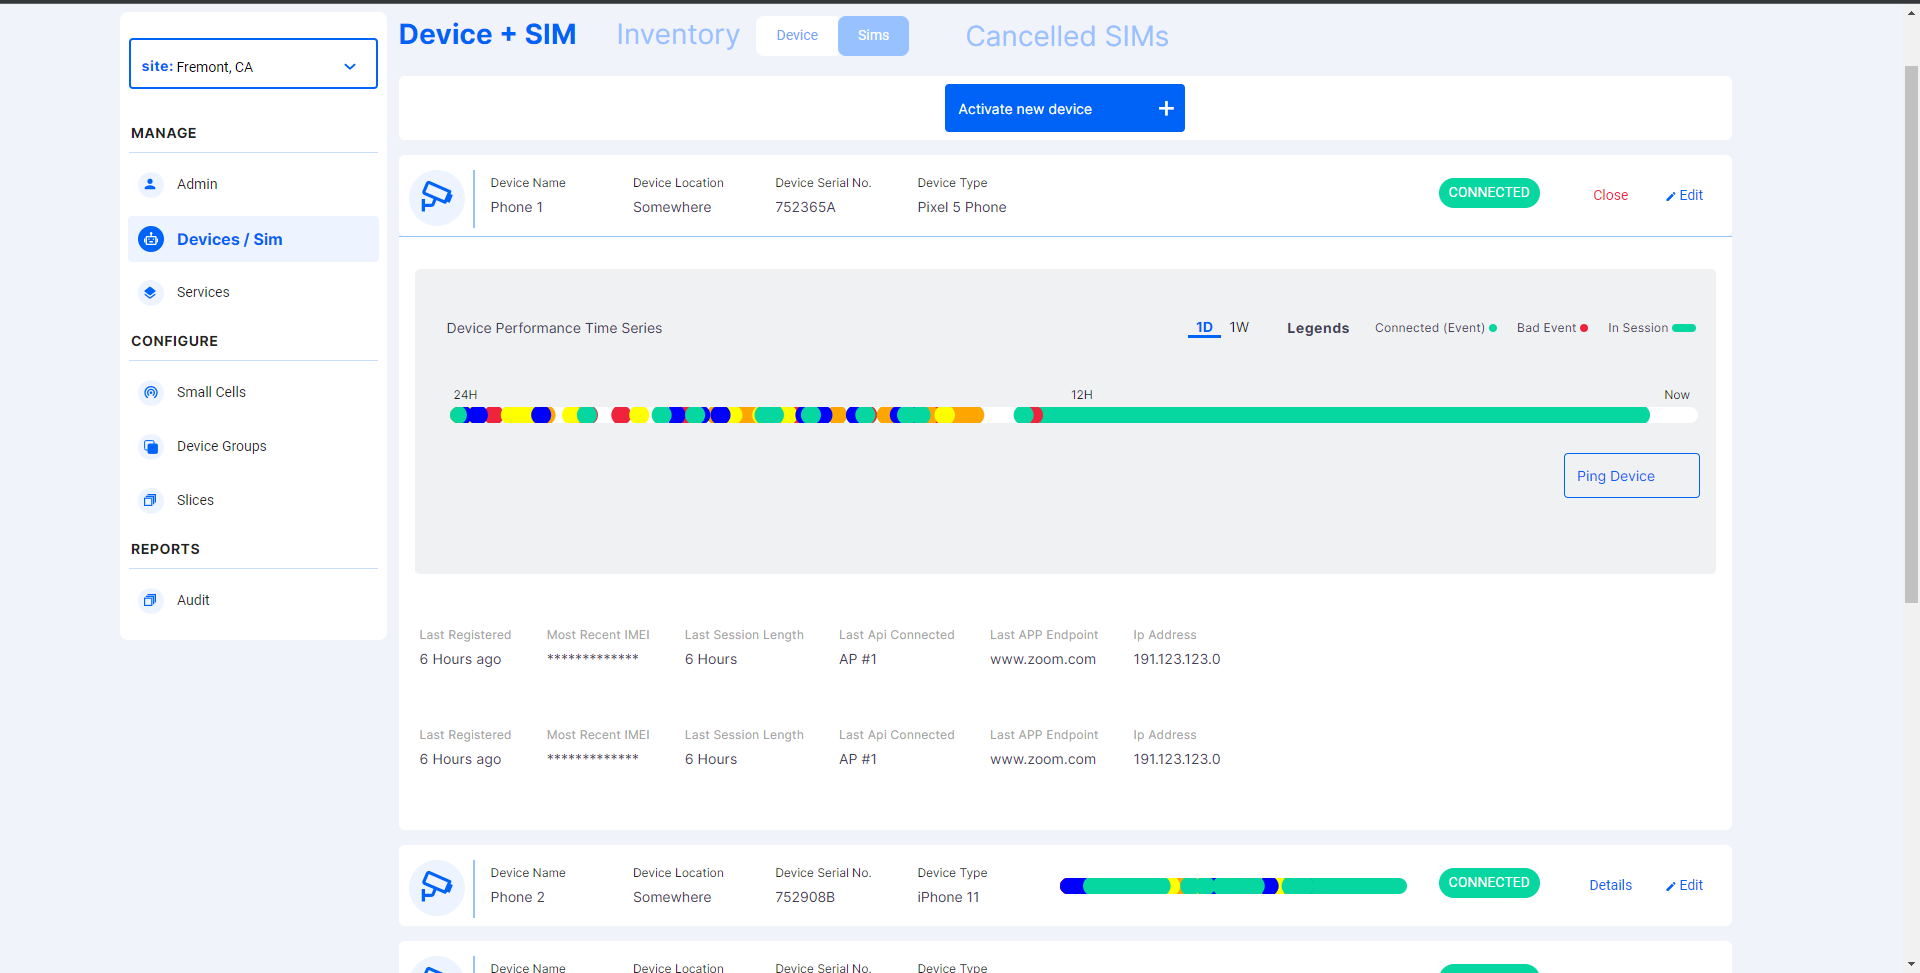 Device + SIM
Inventory
Device
Sims
Cancelled SIMs
site: Fremont, CA
MANAGE
Admin
Devices / Sim
Services
CONFIGURE
Small Cells
Device Groups
Slices
REPORTS
Audit
Activate new device +
Device Name Device Location Device Serial No. Device Type
Phone 1 Somewhere 752365A Pixel 5 Phone
CONNECTED Close Edit
Device Performance Time Series
1D 1W Legends Connected (Event) Bad Event In Session
24H 12H Now
Ping Device
Last Registered Most Recent IMEI Last Session Length Last Api Connected Last APP Endpoint Ip Address
6 Hours ago ************* 6 Hours AP #1 www.zoom.com 191.123.123.0
Last Registered Most Recent IMEI Last Session Length Last Api Connected Last APP Endpoint Ip Address
6 Hours ago ************* 6 Hours AP #1 www.zoom.com 191.123.123.0
Device Name Device Location Device Serial No. Device Type
Phone 2 Somewhere 752908B iPhone 11
CONNECTED Details Edit
Device Name Device Location Device Serial No. Device Type